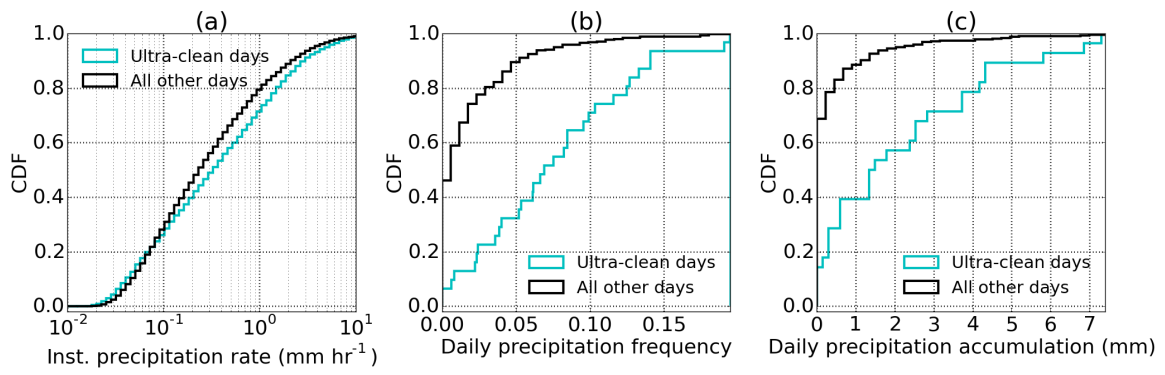 (a)
1.0
0.8
0.6
0.4
0.2
0.0
CDF
Ultra-clean days
All other days
10-2 10-1 100 101
Inst. precipitation rate (mm hr-1)
(b)
1.0
0.8
0.6
0.4
0.2
0.0
CDF
Ultra-clean days
All other days
0.00 0.05 0.10 0.15
Daily precipitation frequency
(c)
1.0
0.8
0.6
0.4
0.2
0.0
CDF
Ultra-clean days
All other days
0 1 2 3 4 5 6 7
Daily precipitation accumulation (mm)